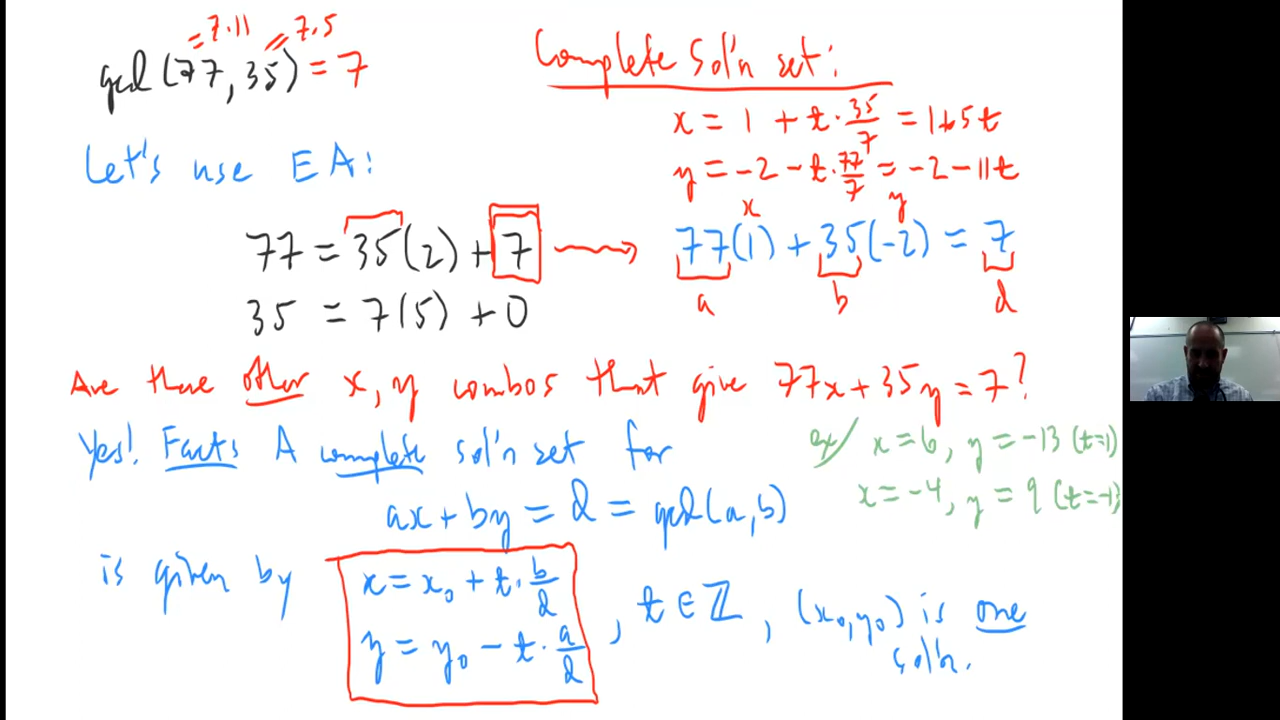 = 7·11
= 7·5
gcd(77, 35) = 7
Let's use EA:
77 = 35(2) + 7
35 = 7(5) + 0
Complete Sol'n set:
x = 1 + t·35/7 = 1+5t
y = -2 - t·77/7 = -2 - 11t
x y
77(1) + 35(-2) = 7
a b d
Are there other x, y combos that give 77x + 35y = 7?
Yes! Facts A complete sol'n set for
ax + by = d = gcd(a,b)
is given by
x = x₀ + t·b/d
y = y₀ - t·a/d
, t ∈ ℤ, (x₀, y₀) is one
sol'n.
ex/ x = 6, y = -13 (t=1)
x = -4, y = 9 (t=-1)